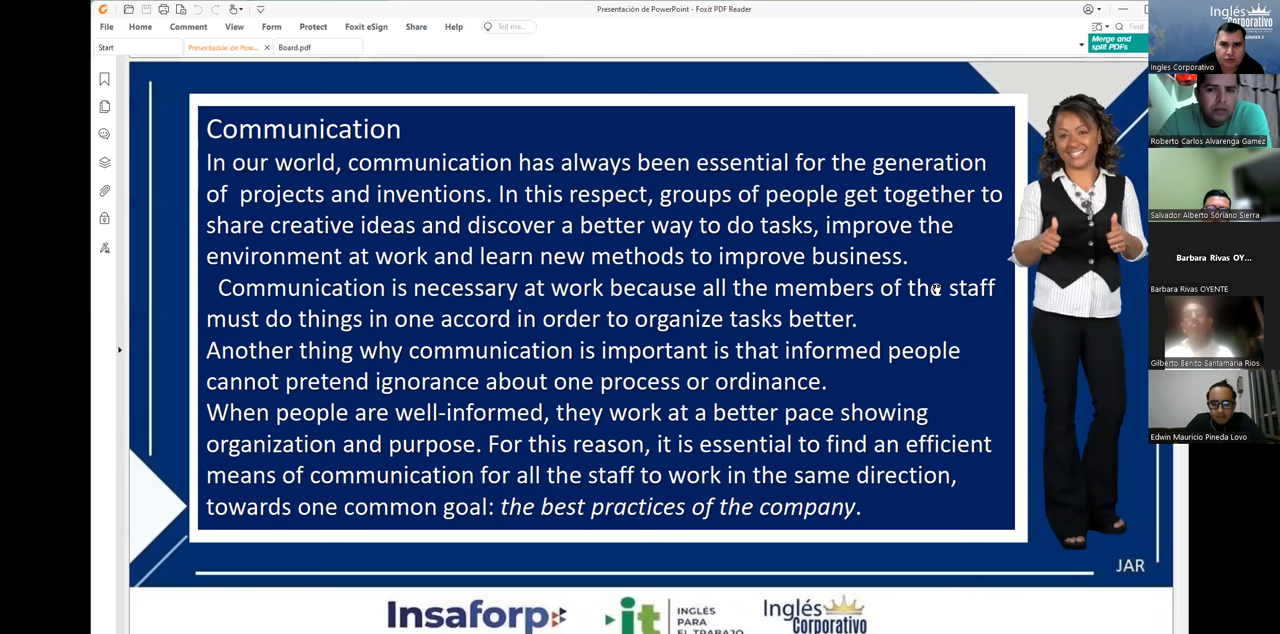 Presentación de PowerPoint - Foxit PDF Reader
File Home Comment View Form Protect Foxit eSign Share Help Tell me... Find
Start Presentación de Pow... Board.pdf
Merge and
split PDFs
Communication
In our world, communication has always been essential for the generation
of projects and inventions. In this respect, groups of people get together to
share creative ideas and discover a better way to do tasks, improve the
environment at work and learn new methods to improve business.
Communication is necessary at work because all the members of the staff
must do things in one accord in order to organize tasks better.
Another thing why communication is important is that informed people
cannot pretend ignorance about one process or ordinance.
When people are well-informed, they work at a better pace showing
organization and purpose. For this reason, it is essential to find an efficient
means of communication for all the staff to work in the same direction,
towards one common goal: the best practices of the company.
JAR
Insaforp
it
INGLÉS
PARA
EL TRABAJO
Inglés
Corporativo
Inglés
Corporativo
Ingles Corporativo
Roberto Carlos Alvarenga Gamez
Salvador Alberto Soriano Sierra
Barbara Rivas OY...
Barbara Rivas OYENTE
Gilberto Benito Santamaria Rios
Edwin Mauricio Pineda Lovo